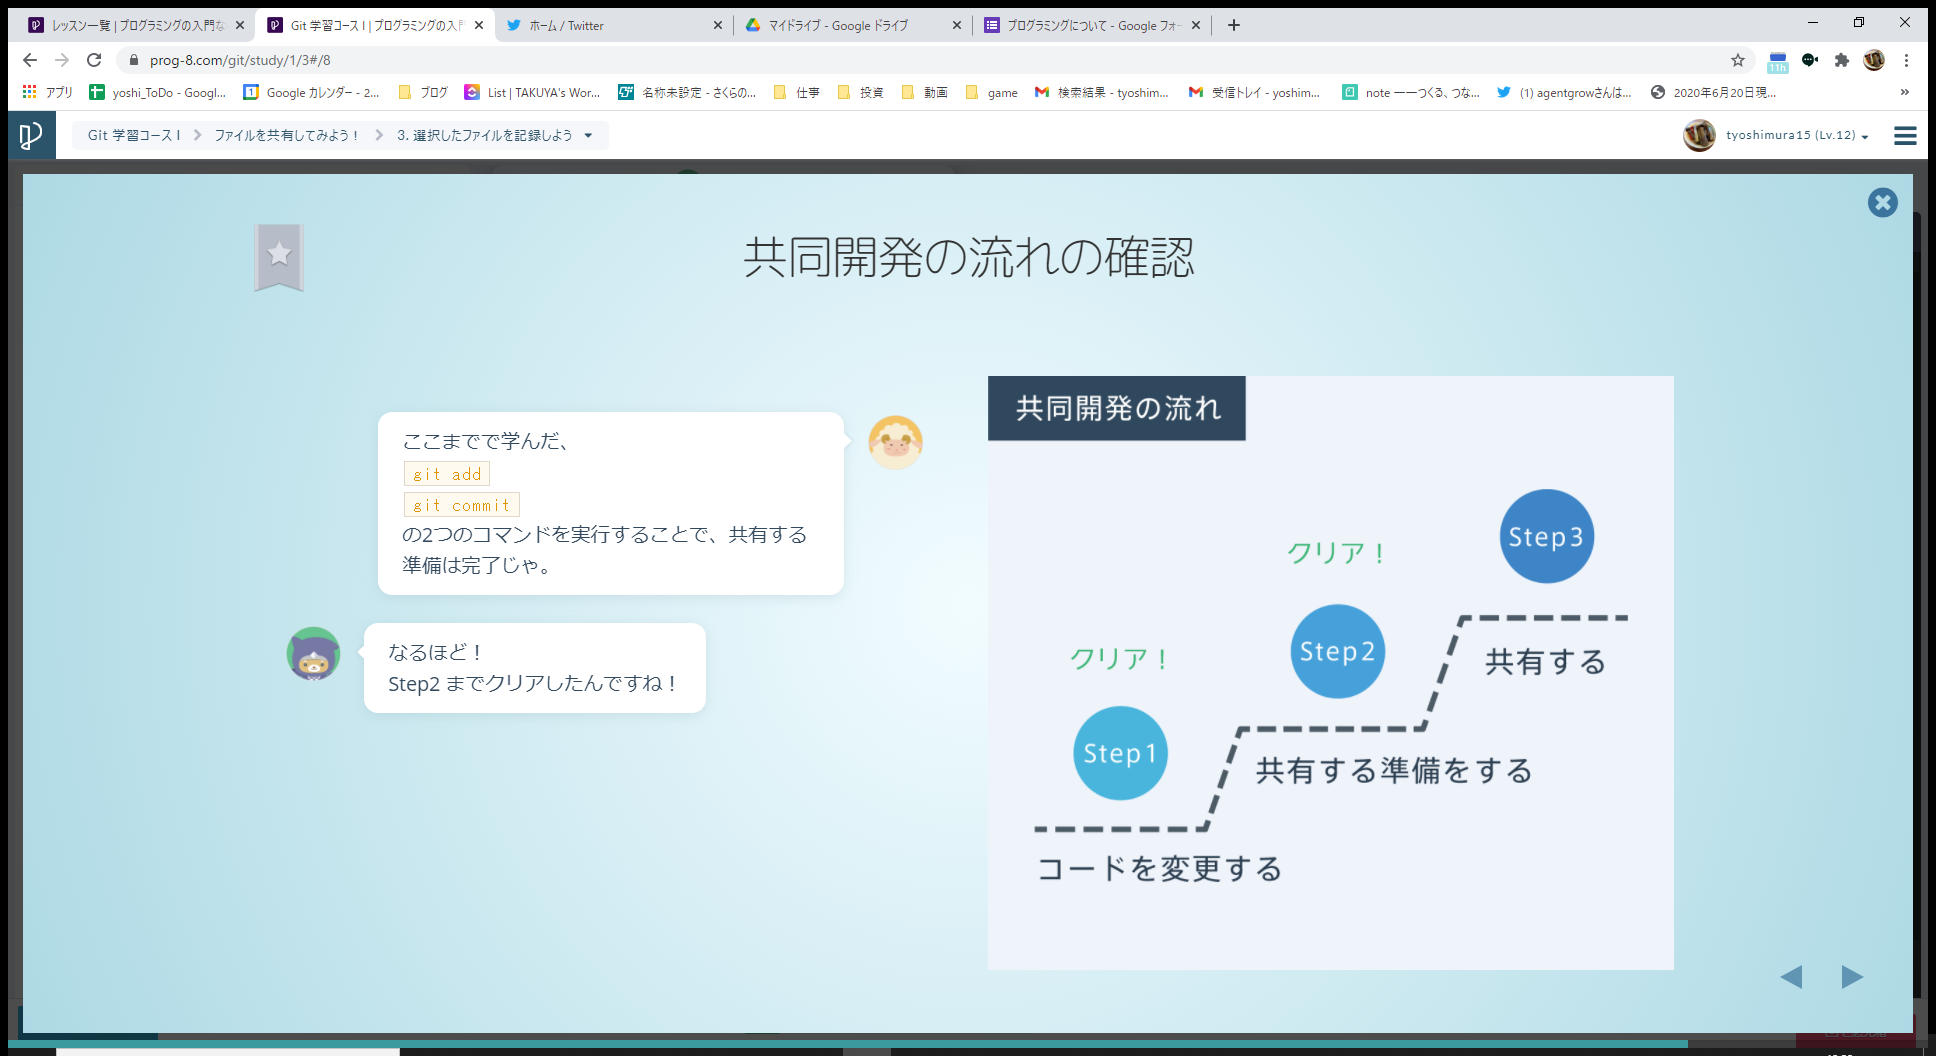 レッスン一覧 | プログラミングの入門な
Git 学習コース I | プログラミングの入門
ホーム / Twitter
マイドライブ - Google ドライブ
プログラミングについて - Google フォー
prog-8.com/git/study/1/3#/8
11h
アプリ
yoshi_ToDo - Googl...
Google カレンダー - 2...
ブログ
List | TAKUYA's Wor...
名称未設定 - さくらの...
仕事
投資
動画
game
検索結果 - tyoshim...
受信トレイ - yoshim...
note ーーつくる、つな...
(1) agentgrowさんは...
2020年6月20日現...
»
Git 学習コース I
ファイルを共有してみよう！
3. 選択したファイルを記録しよう
tyoshimura15 (Lv.12)
共同開発の流れの確認
ここまでで学んだ、
git add
git commit
の2つのコマンドを実行することで、共有する
準備は完了じゃ。
なるほど！
Step2 までクリアしたんですね！
共同開発の流れ
Step3
クリア！
Step2
共有する
クリア！
Step1
共有する準備をする
コードを変更する